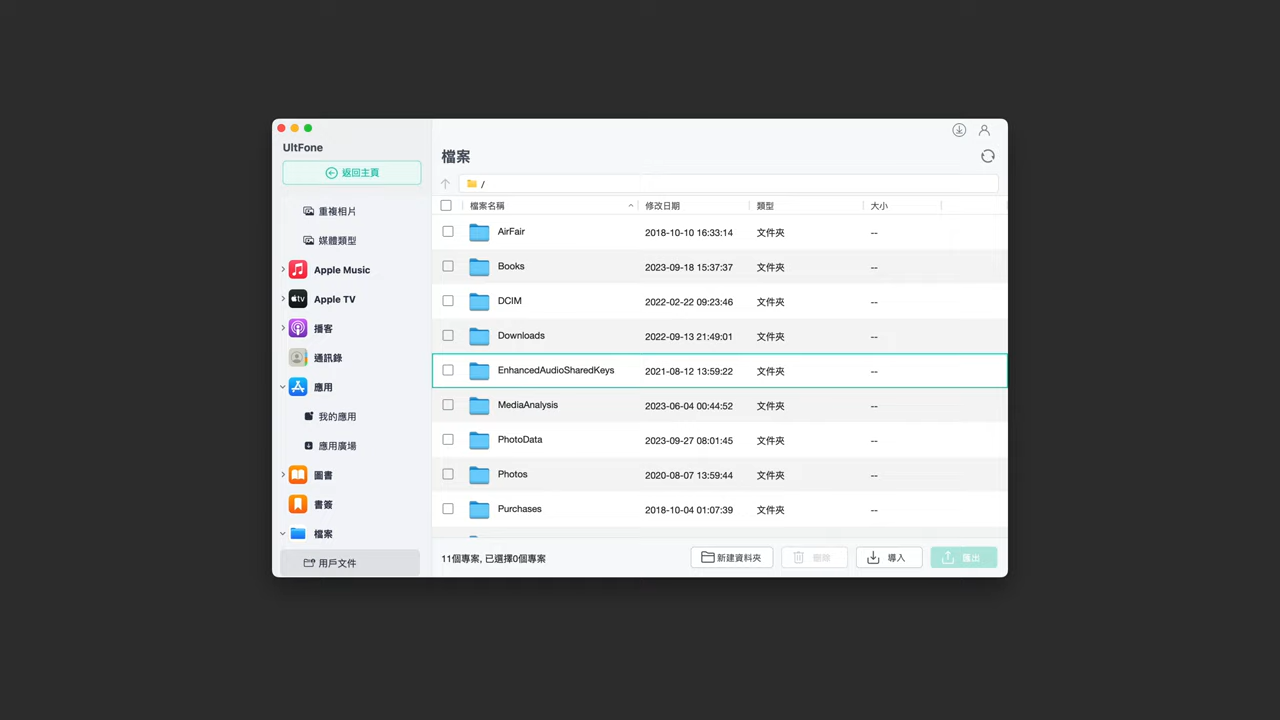 UltFone
返回主頁
重複相片
媒體類型
Apple Music
tv
Apple TV
播客
通訊錄
應用
我的應用
應用廣場
圖書
書簽
檔案
用戶文件
檔案
/
檔案名稱 修改日期 類型 大小
AirFair 2018-10-10 16:33:14 文件夾 --
Books 2023-09-18 15:37:37 文件夾 --
DCIM 2022-02-22 09:23:46 文件夾 --
Downloads 2022-09-13 21:49:01 文件夾 --
EnhancedAudioSharedKeys 2021-08-12 13:59:22 文件夾 --
MediaAnalysis 2023-06-04 00:44:52 文件夾 --
PhotoData 2023-09-27 08:01:45 文件夾 --
Photos 2020-08-07 13:59:44 文件夾 --
Purchases 2018-10-04 01:07:39 文件夾 --
11個專案, 已選擇0個專案
新建資料夾 刪除 導入 匯出